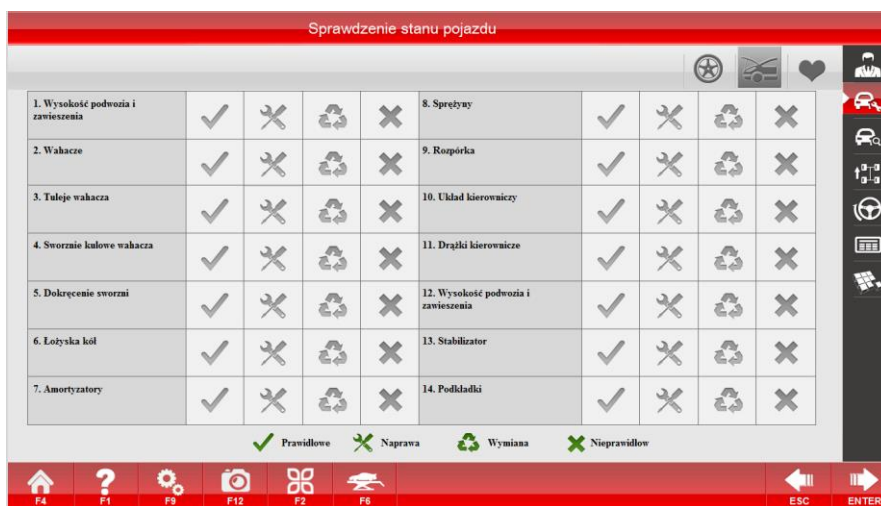 Sprawdzenie stanu pojazdu
1. Wysokość podwozia i
zawieszenia
8. Sprężyny
2. Wahacze
9. Rozpórka
3. Tuleje wahacza
10. Układ kierowniczy
4. Sworznie kulowe wahacza
11. Drążki kierownicze
5. Dokręcenie sworzni
12. Wysokość podwozia i
zawieszenia
6. Łożyska kół
13. Stabilizator
7. Amortyzatory
14. Podkładki
Prawidłowe Naprawa Wymiana Nieprawidłow
F4 F1 F9 F12 F2 F6 ESC ENTER